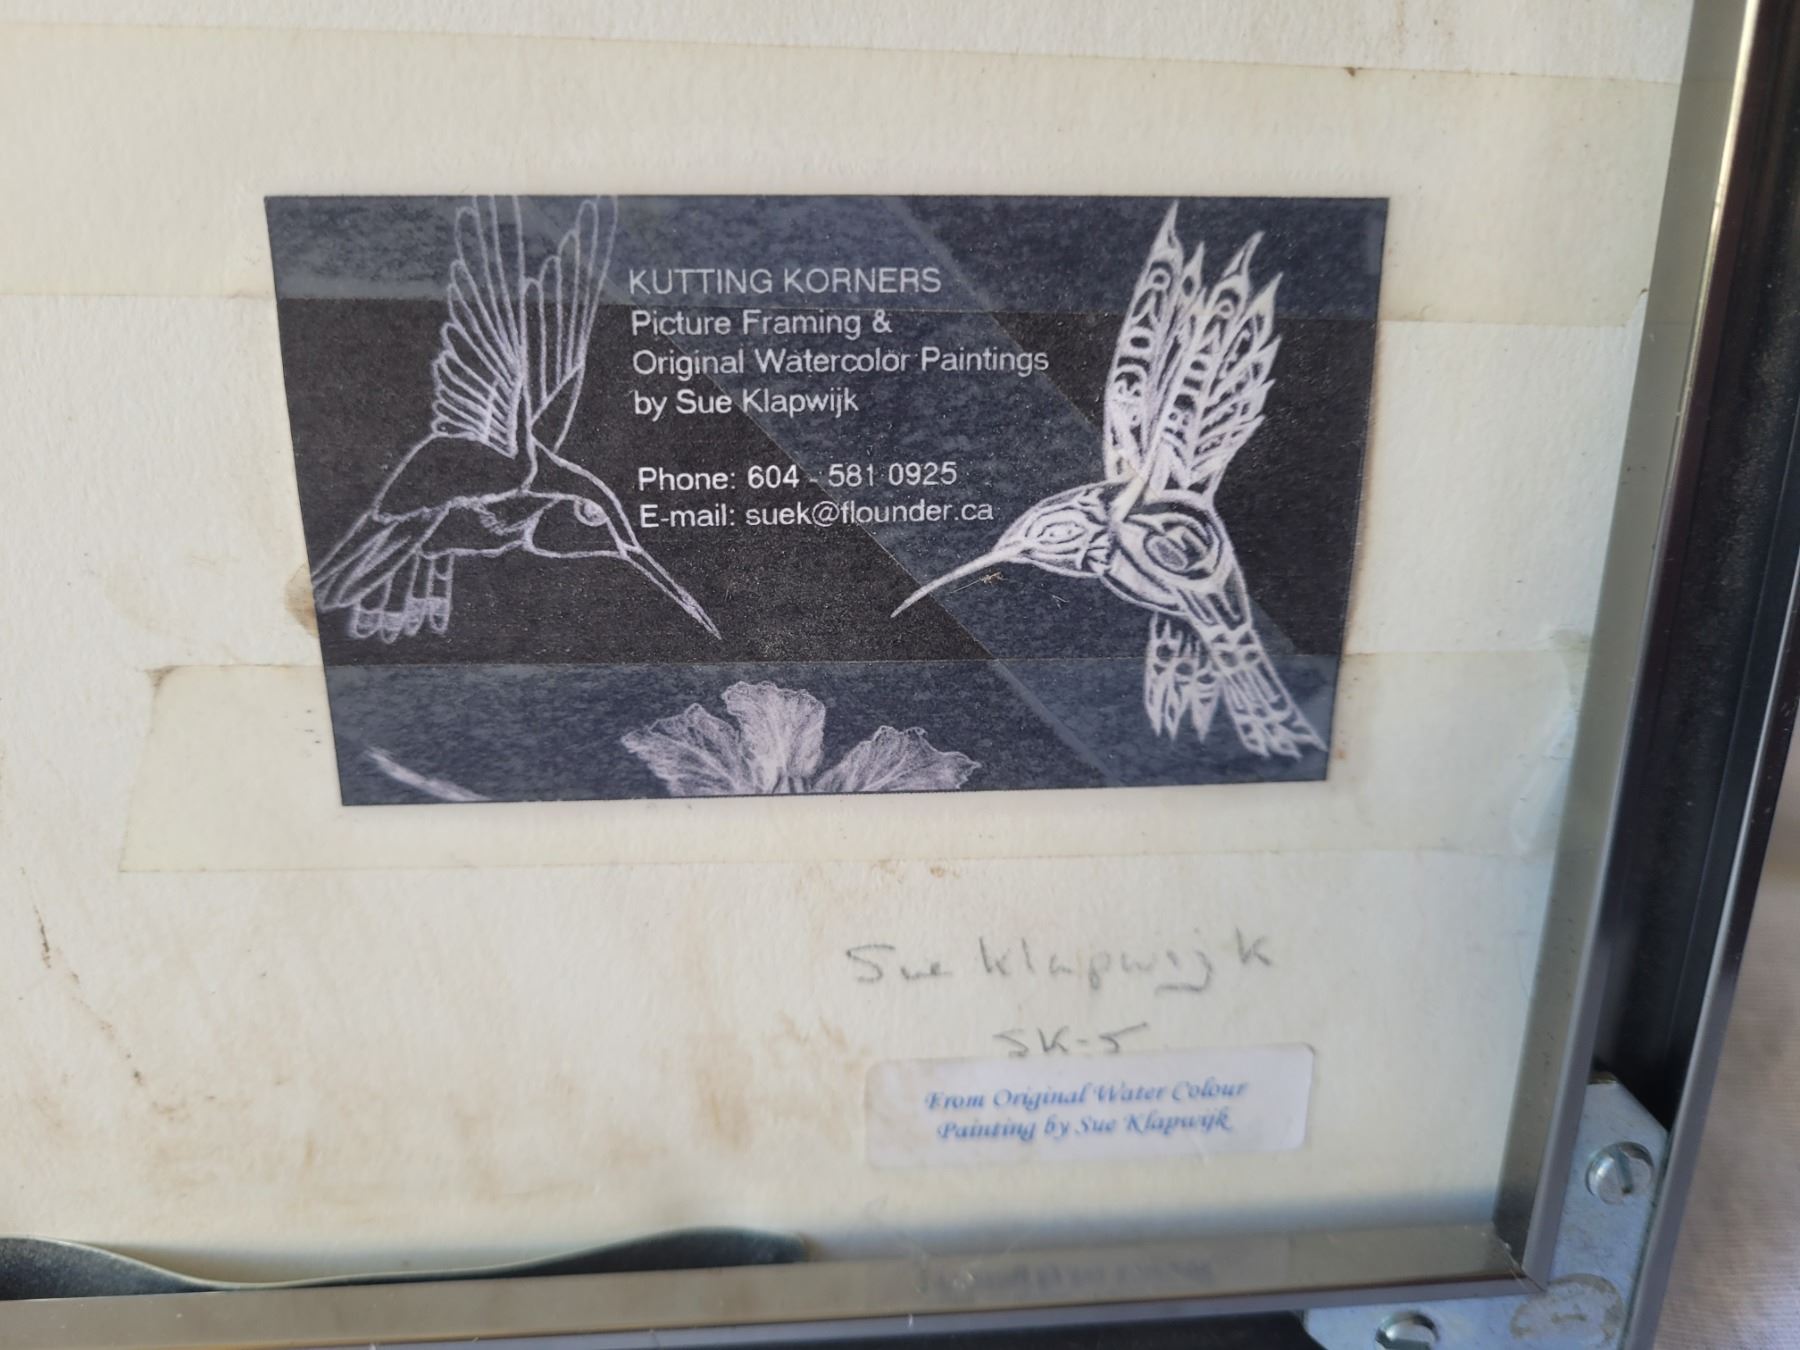 KUTTING KORNERS
Picture Framing &
Original Watercolor Paintings
by Sue Klapwijk
Phone: 604 - 581 0925
E-mail: suek@flounder.ca
Sue Klapwijk
SK-5
From Original Water Colour
Painting by Sue Klapwijk